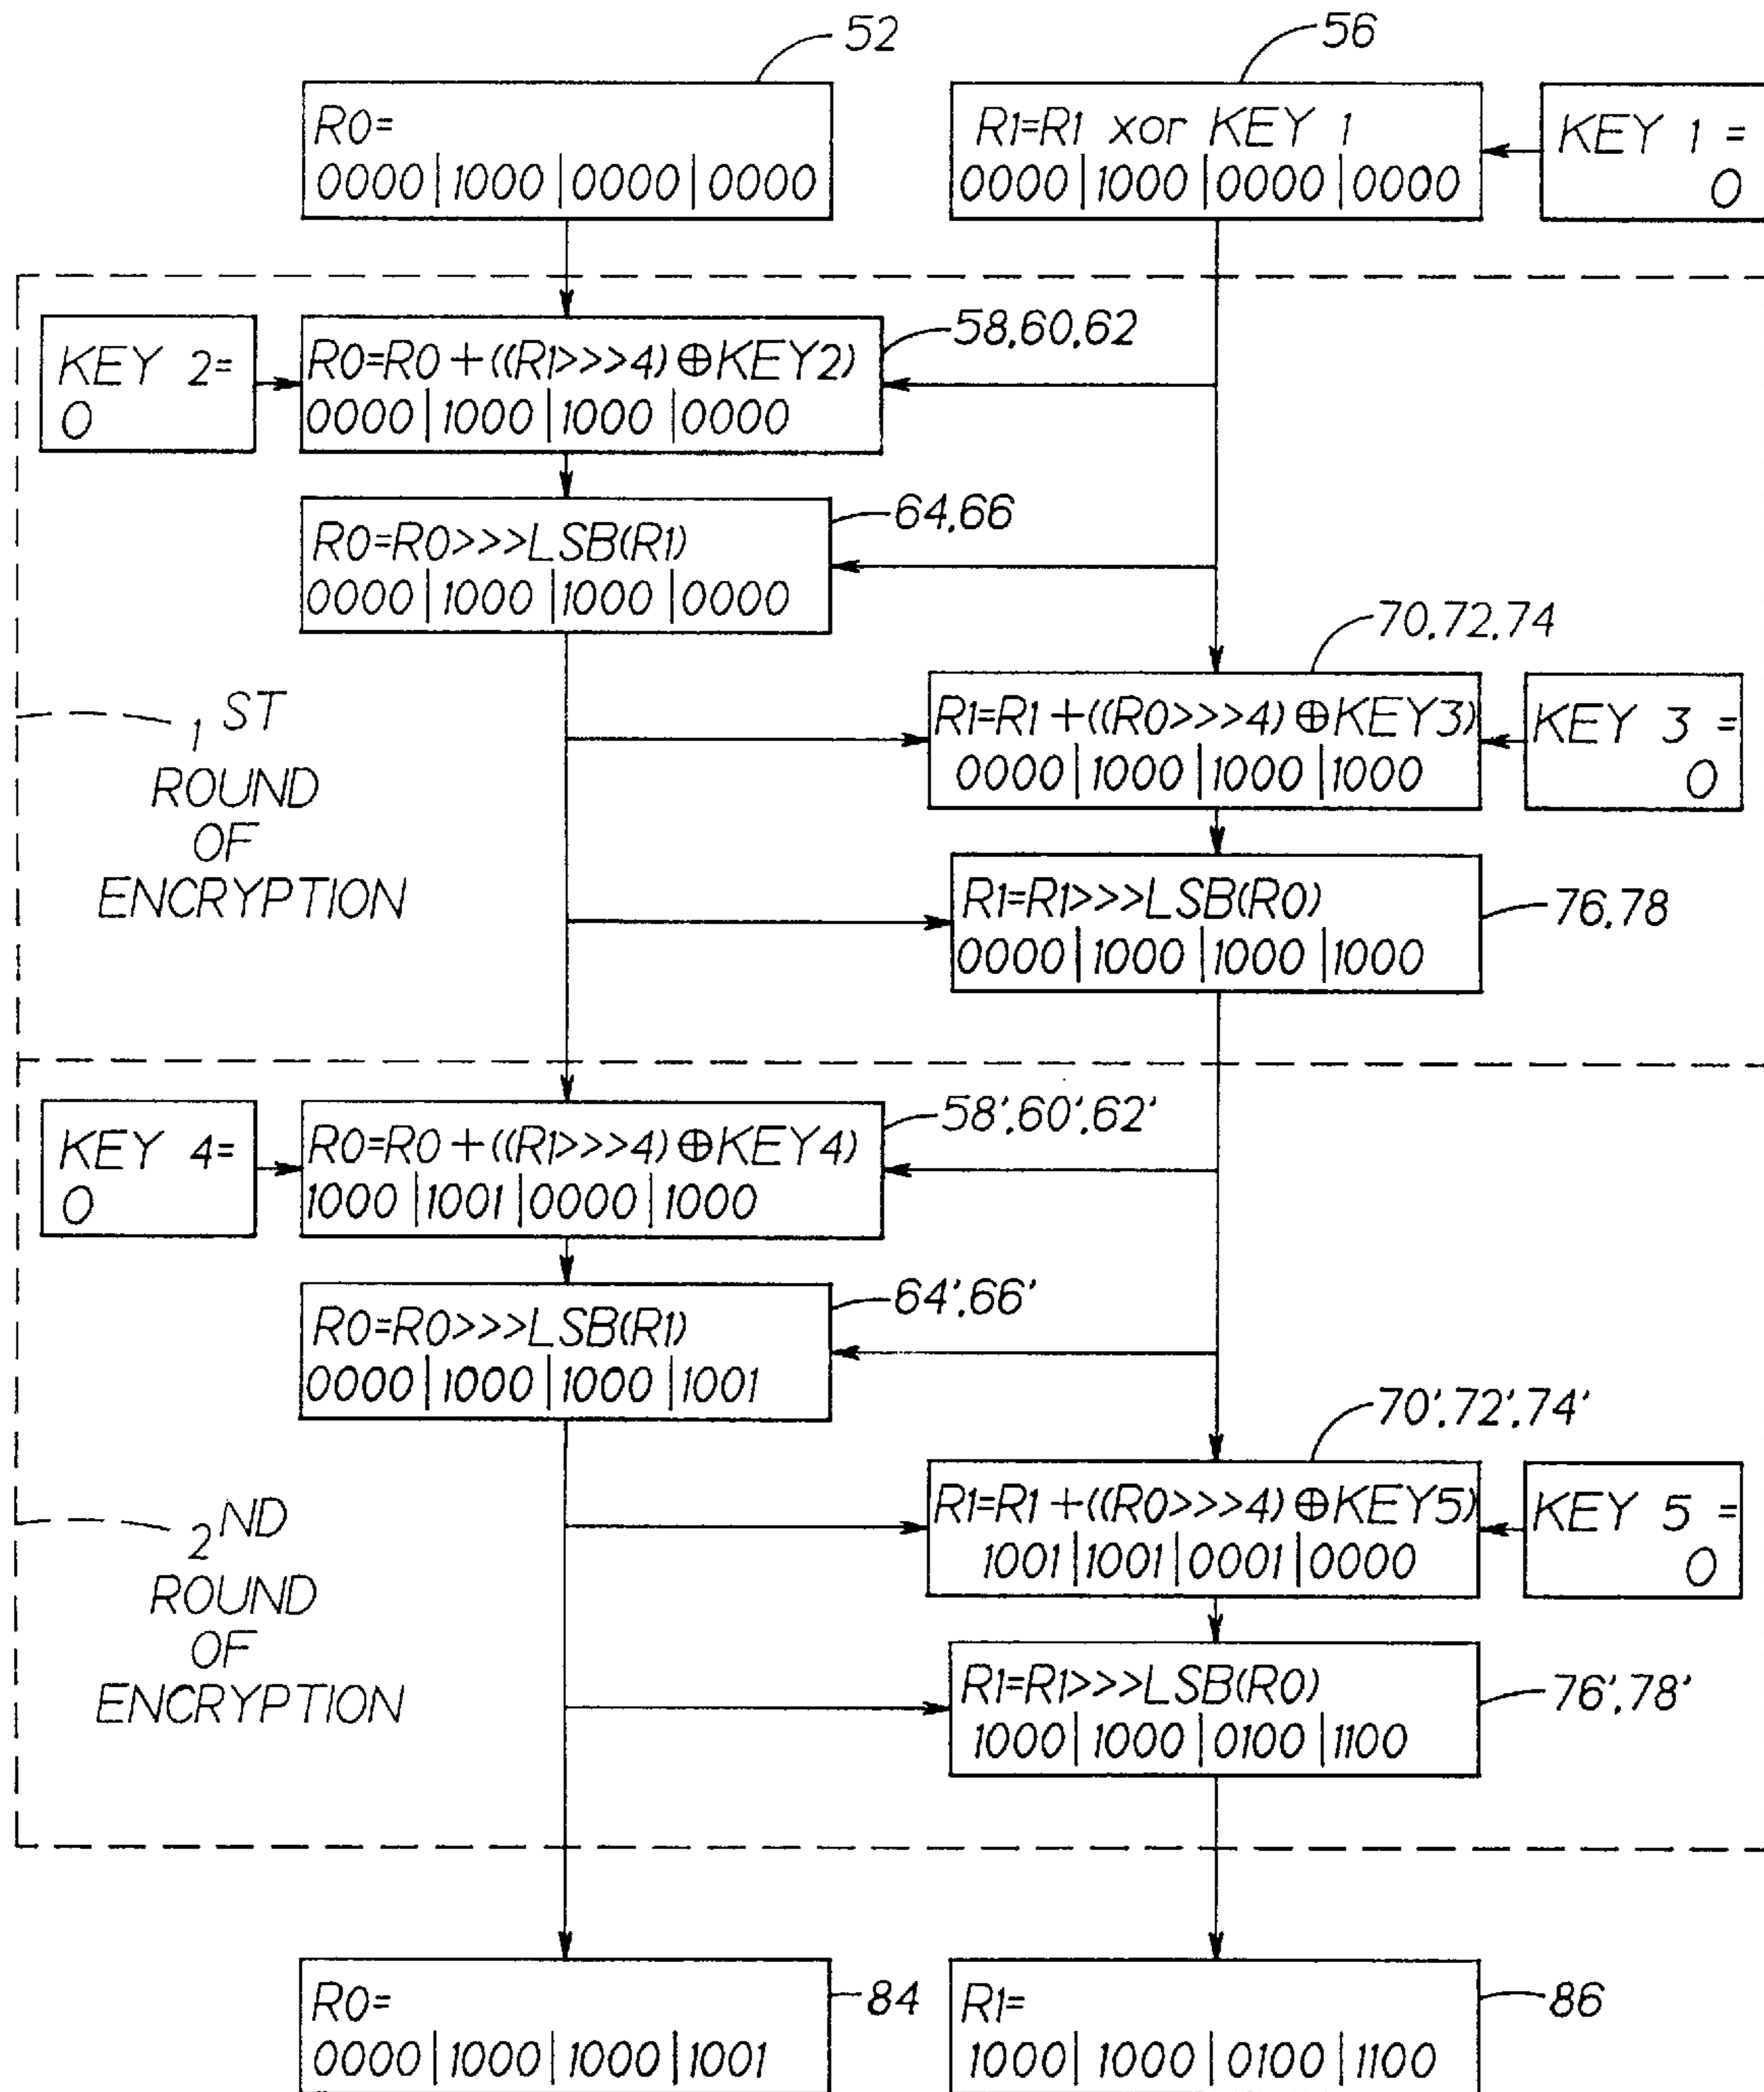 52
56
R0=
0000|1000|0000|0000
R1=R1 xor KEY 1
0000|1000|0000|0000
KEY 1 =
0
KEY 2=
0
R0=R0+((R1>>>4)⊕KEY2)
0000|1000|1000|0000
58,60,62
R0=R0>>>LSB(R1)
0000|1000|1000|0000
64,66
70,72,74
R1=R1+((R0>>>4)⊕KEY3)
0000|1000|1000|1000
KEY 3 =
0
1 ST
ROUND
OF
ENCRYPTION
R1=R1>>>LSB(R0)
0000|1000|1000|1000
76,78
KEY 4=
0
R0=R0+((R1>>>4)⊕KEY4)
1000|1001|0000|1000
58',60',62'
R0=R0>>>LSB(R1)
0000|1000|1000|1001
64',66'
70',72',74'
R1=R1+((R0>>>4)⊕KEY5)
1001|1001|0001|0000
KEY 5 =
0
2 ND
ROUND
OF
ENCRYPTION
R1=R1>>>LSB(R0)
1000|1000|0100|1100
76',78'
R0=
0000|1000|1000|1001
84
R1=
1000|1000|0100|1100
86